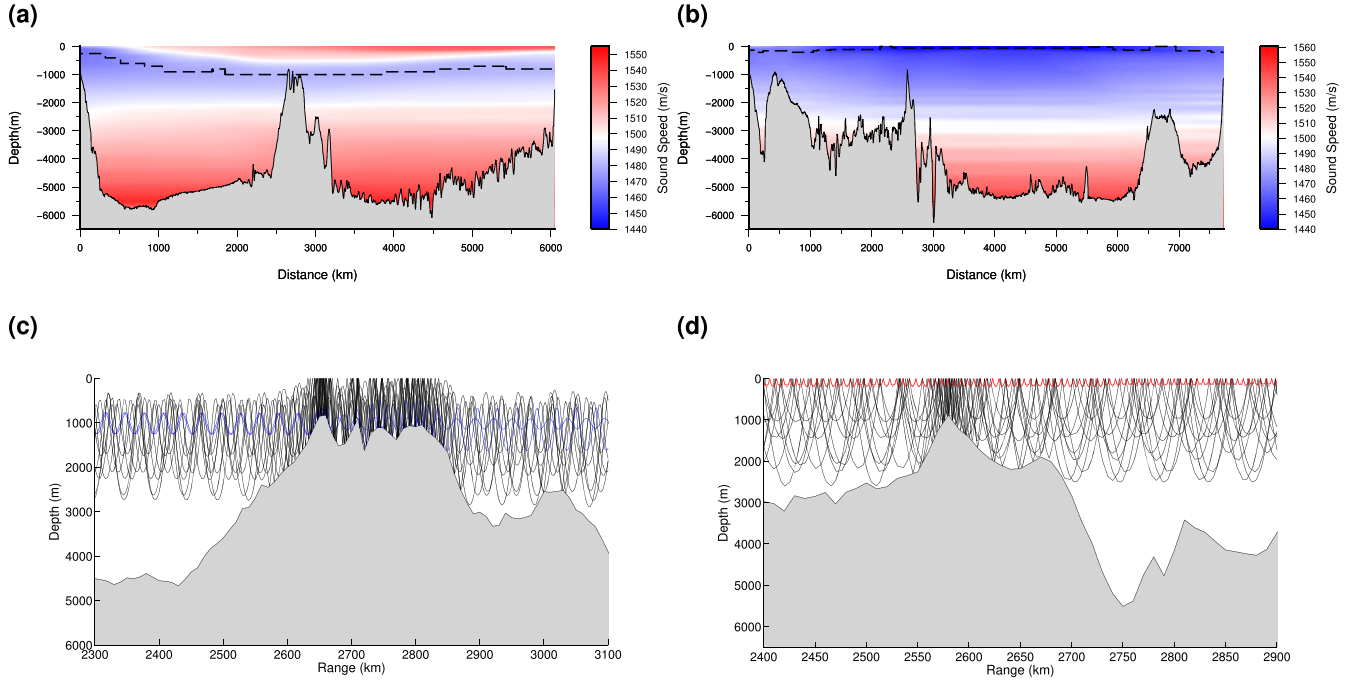 (a)
0
−1000
−2000
−3000
−4000
−5000
−6000
Depth(m)
0 1000 2000 3000 4000 5000 6000
Distance (km)
1550
1540
1530
1520
1510
1500
1490
1480
1470
1460
1450
1440
Sound Speed (m/s)
(b)
0
−1000
−2000
−3000
−4000
−5000
−6000
Depth(m)
0 1000 2000 3000 4000 5000 6000 7000
Distance (km)
1560
1550
1540
1530
1520
1510
1500
1490
1480
1470
1460
1450
1440
Sound Speed (m/s)
(c)
0
1000
2000
3000
4000
5000
6000
Depth (m)
2300 2400 2500 2600 2700 2800 2900 3000 3100
Range (km)
(d)
0
1000
2000
3000
4000
5000
6000
Depth (m)
2400 2450 2500 2550 2600 2650 2700 2750 2800 2850 2900
Range (km)